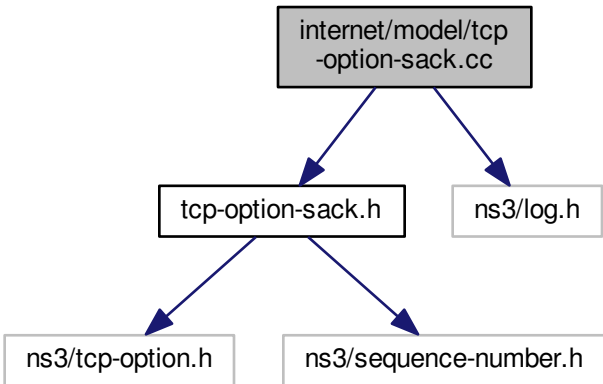 internet/model/tcp
-option-sack.cc
tcp-option-sack.h
ns3/log.h
ns3/tcp-option.h
ns3/sequence-number.h